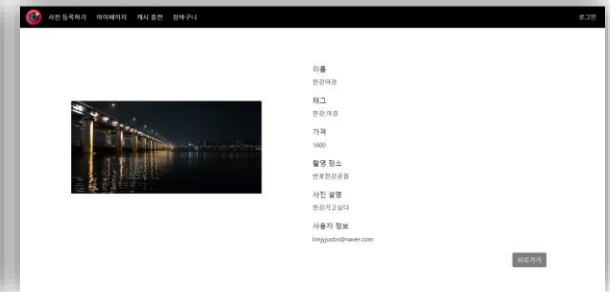 사진 등록하기 마이페이지 캐시 충전 장바구니 로그인
이름
한강야경
태그
한강,야경
가격
1600
촬영 장소
반포한강공원
사진 설명
한강가고싶다
사용자 정보
limjyjustin@naver.com
뒤로가기